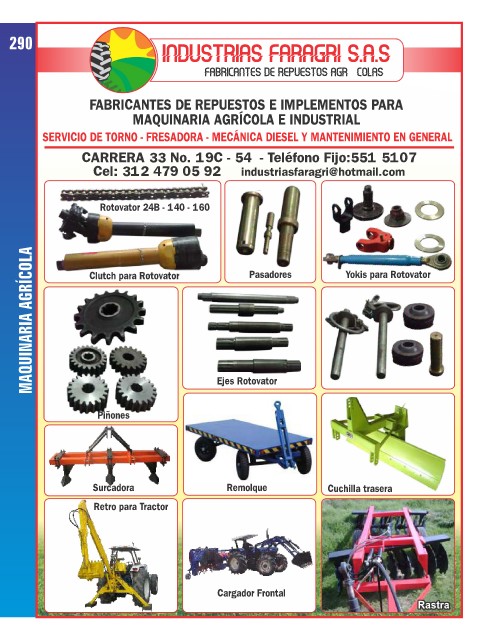 290
INDUSTRIAS FARAGRI S.A.S
FABRICANTES DE REPUESTOS AGR COLAS
FABRICANTES DE REPUESTOS E IMPLEMENTOS PARA
MAQUINARIA AGRÍCOLA E INDUSTRIAL
SERVICIO DE TORNO - FRESADORA - MECÁNICA DIESEL Y MANTENIMIENTO EN GENERAL
CARRERA 33 No. 19C - 54 - Teléfono Fijo:551 5107
Cel: 312 479 05 92 industriasfaragri@hotmail.com
MAQUINARIA AGRÍCOLA
Rotovator 24B - 140 - 160
Clutch para Rotovator
Pasadores
Yokis para Rotovator
Piñones
Ejes Rotovator
Surcadora
Remolque
Cuchilla trasera
Retro para Tractor
Cargador Frontal
Rastra